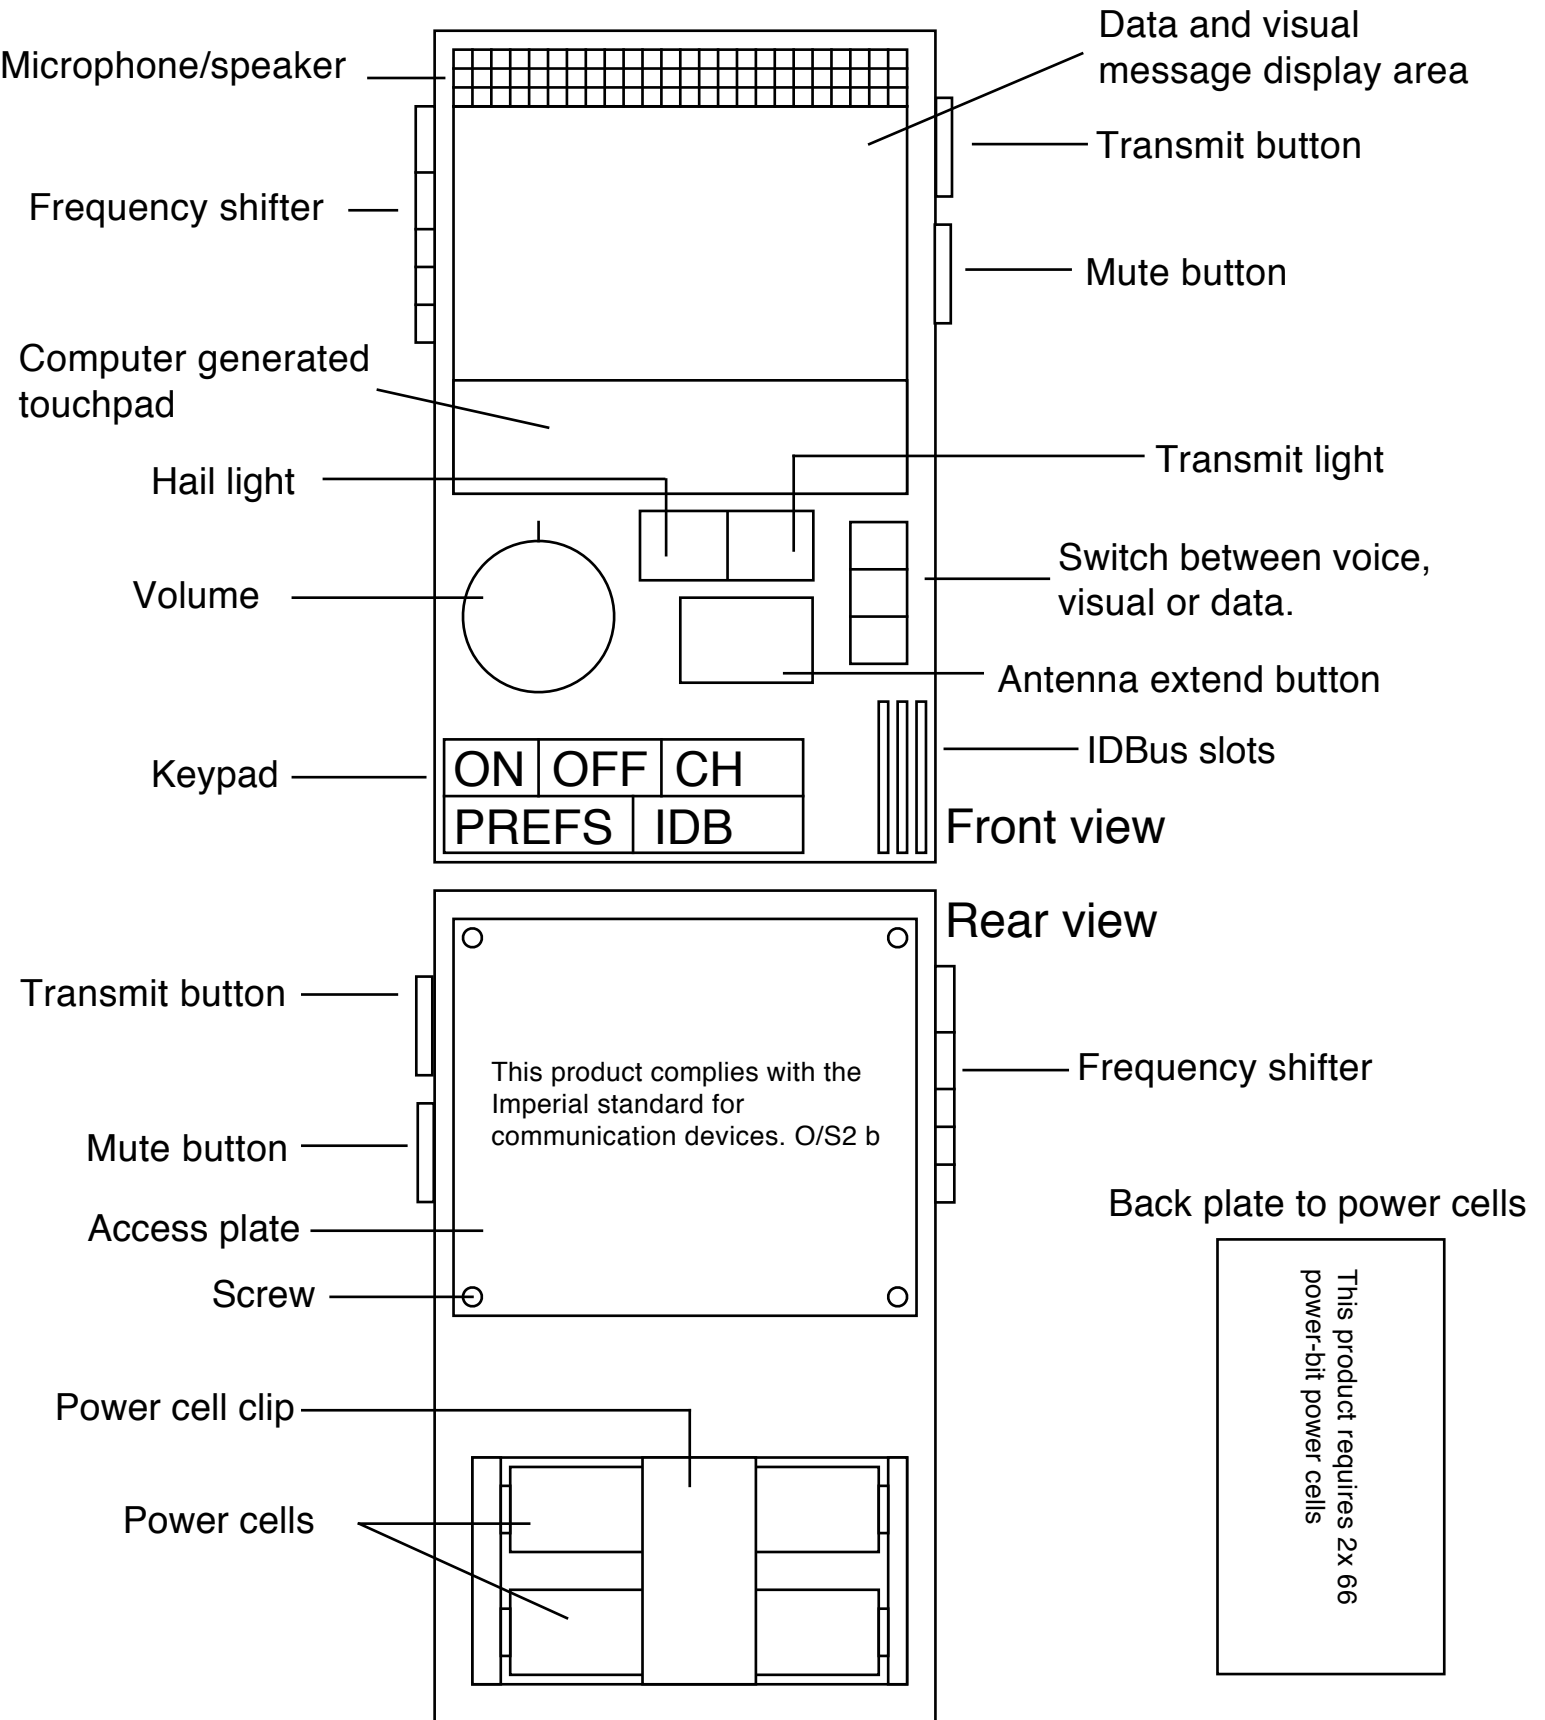 Microphone/speaker
Data and visual
message display area
Transmit button
Frequency shifter
Mute button
Computer generated
touchpad
Hail light
Transmit light
Volume
Switch between voice,
visual or data.
Antenna extend button
Keypad
IDBus slots
ON OFF CH
PREFS IDB
Front view
Rear view
Transmit button
This product complies with the
Imperial standard for
communication devices. O/S2 b
Frequency shifter
Mute button
Access plate
Screw
Back plate to power cells
This product requires 2x 66
power-bit power cells
Power cell clip
Power cells